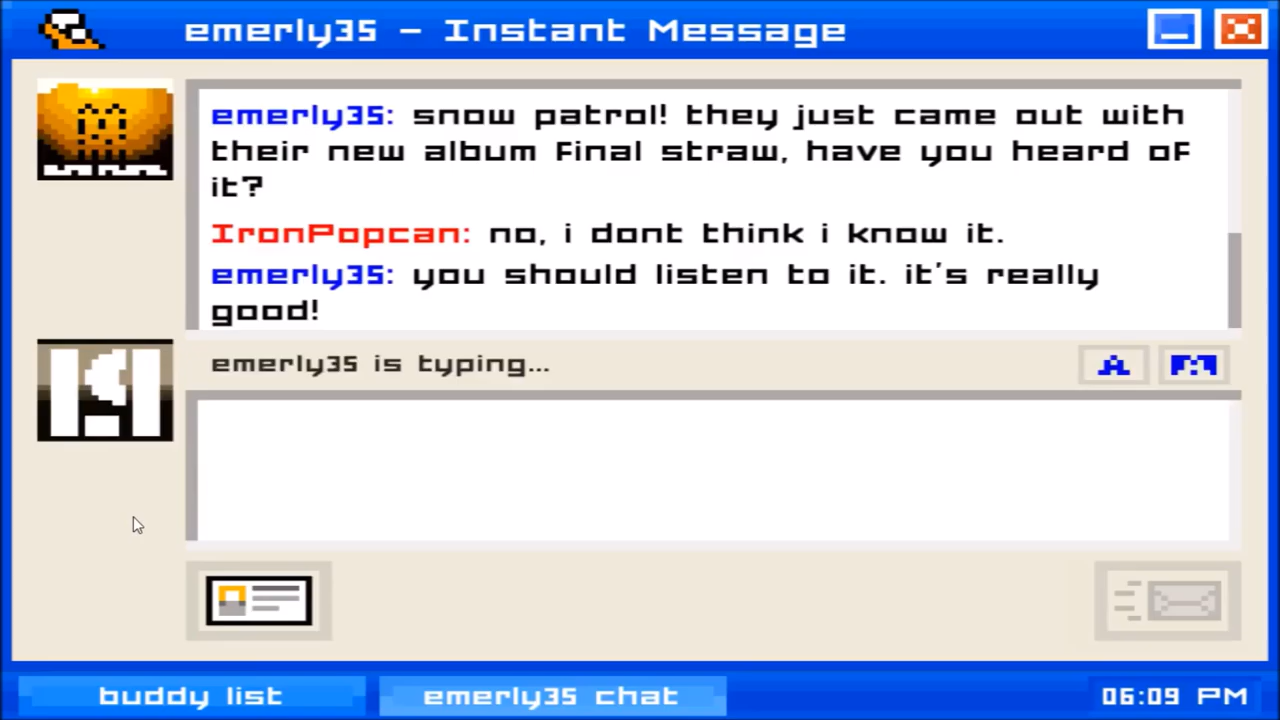 emerly35 - Instant Message
emerly35: snow patrol! they just came out with
their new album final straw, have you heard of
it?
IronPopcan: no, i dont think i know it.
emerly35: you should listen to it. it's really
good!
emerly35 is typing...
buddy list
emerly35 chat
06:09 PM